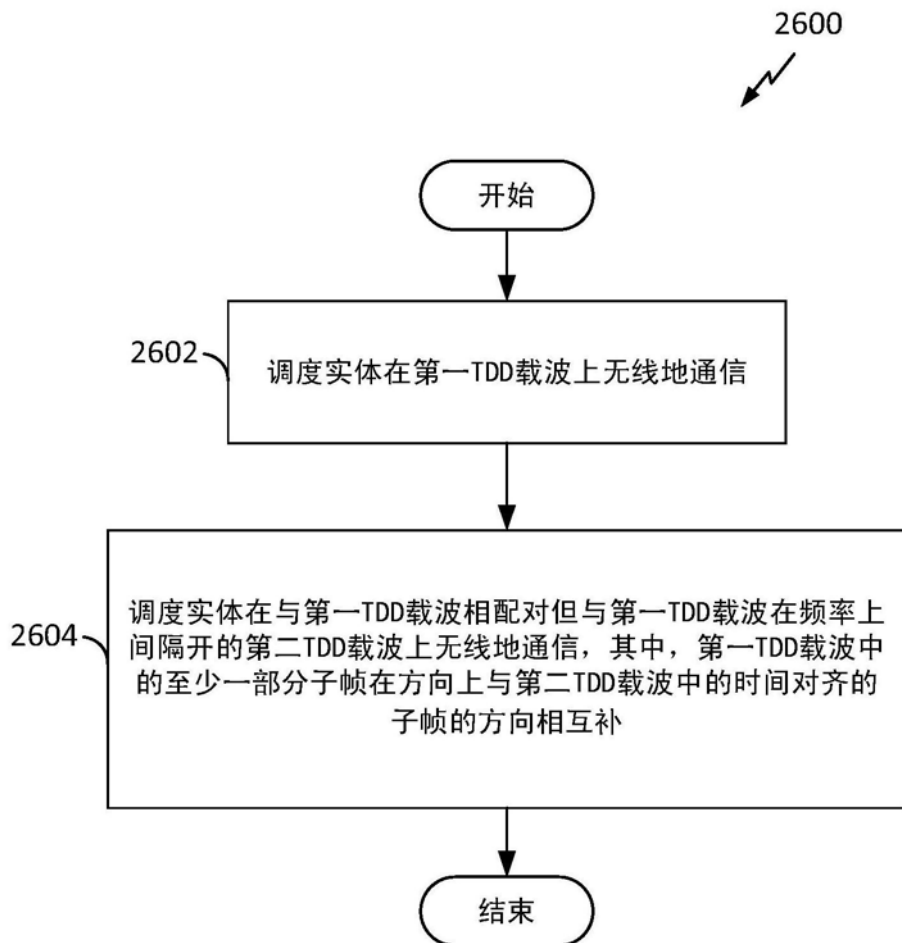 2600
开始
2602
调度实体在第一TDD载波上无线地通信
2604
调度实体在与第一TDD载波相配对但与第一TDD载波在频率上
间隔开的第二TDD载波上无线地通信，其中，第一TDD载波中
的至少一部分子帧在方向上与第二TDD载波中的时间对齐的
子帧的方向相互补
结束